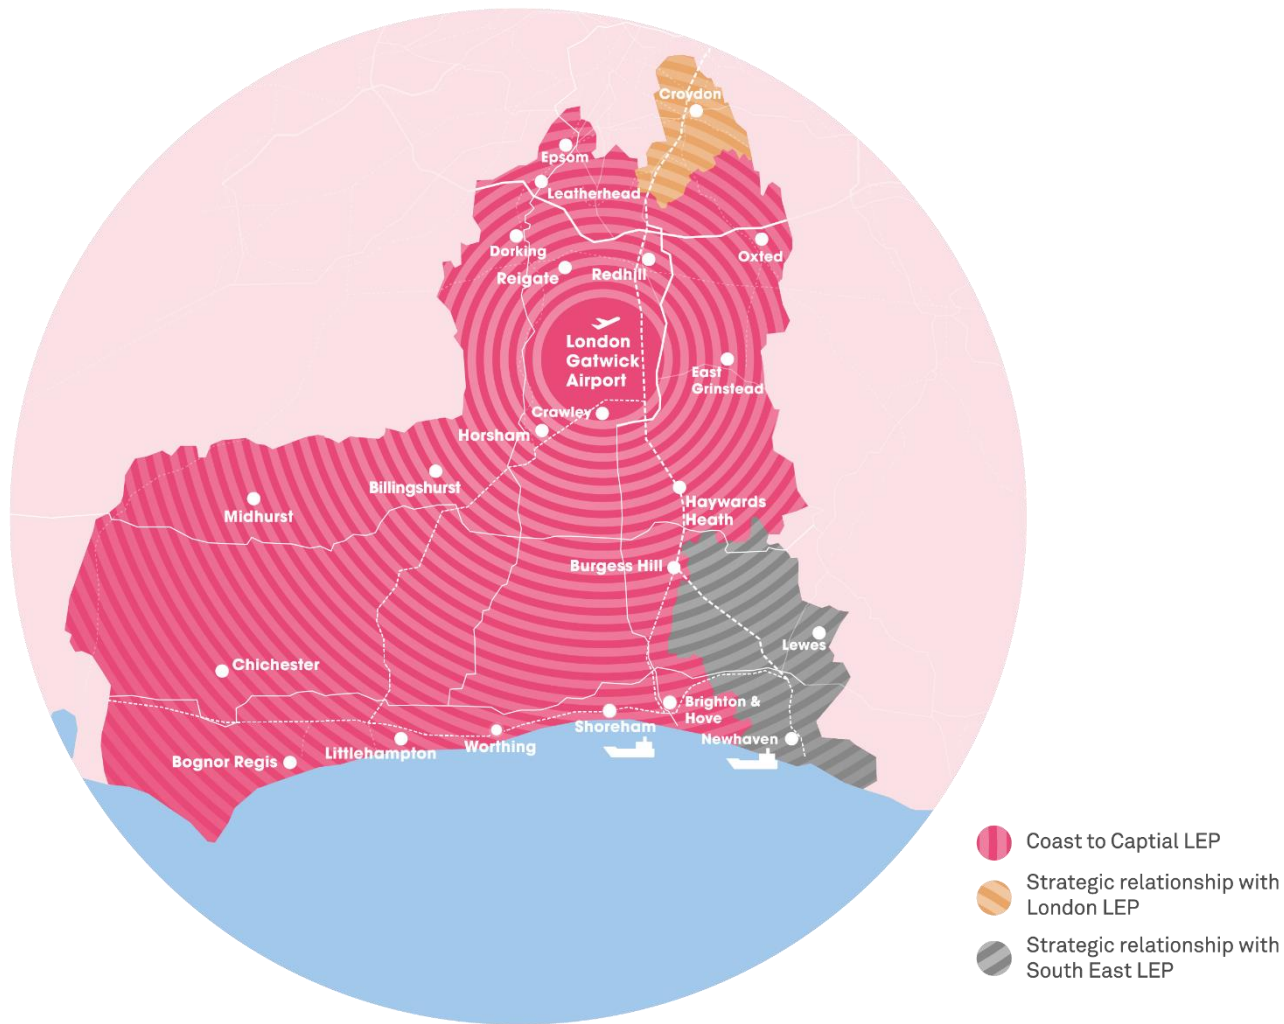 Croydon
Epsom
Leatherhead
Dorking
Oxted
Reigate
Redhill
London
Gatwick
Airport
East
Grinstead
Crawley
Horsham
Billingshurst
Midhurst
Haywards
Heath
Burgess Hill
Lewes
Chichester
Brighton &
Hove
Shoreham
Newhaven
Worthing
Littlehampton
Bognor Regis
Coast to Captial LEP
Strategic relationship with
London LEP
Strategic relationship with
South East LEP